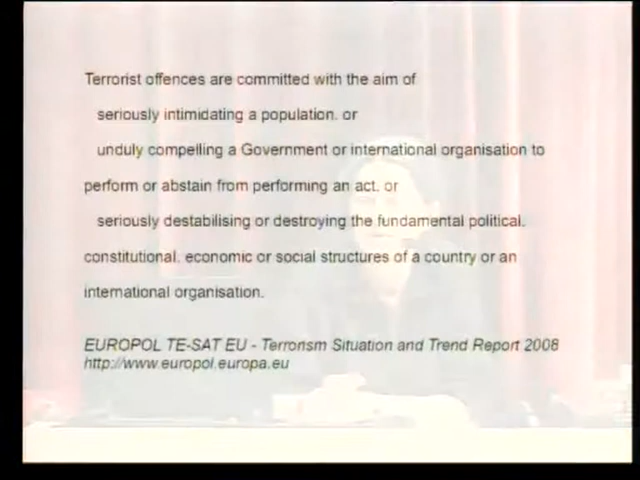 Terrorist offences are committed with the aim of
seriously intimidating a population, or
unduly compelling a Government or international organisation to
perform or abstain from performing an act, or
seriously destabilising or destroying the fundamental political,
constitutional, economic or social structures of a country or an
international organisation.
EUROPOL TE-SAT EU - Terrorism Situation and Trend Report 2008
http://www.europol.europa.eu